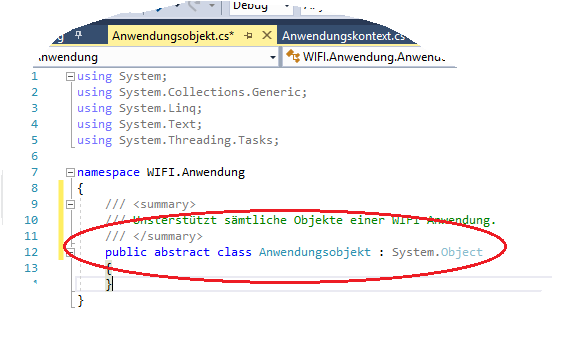 Debug
Anwendungsobjekt.cs*
Anwendungskontext.cs
Anwendung
WIFI.Anwendung.Anwendu
1 using System;
2 using System.Collections.Generic;
3 using System.Linq;
4 using System.Text;
5 using System.Threading.Tasks;
6
7 namespace WIFI.Anwendung
8 {
9 /// <summary>
10 /// Unsterstützt sämtliche Objekte einer WIFI Anwendung.
11 /// </summary>
12 public abstract class Anwendungsobjekt : System.Object
13 {
* }
}